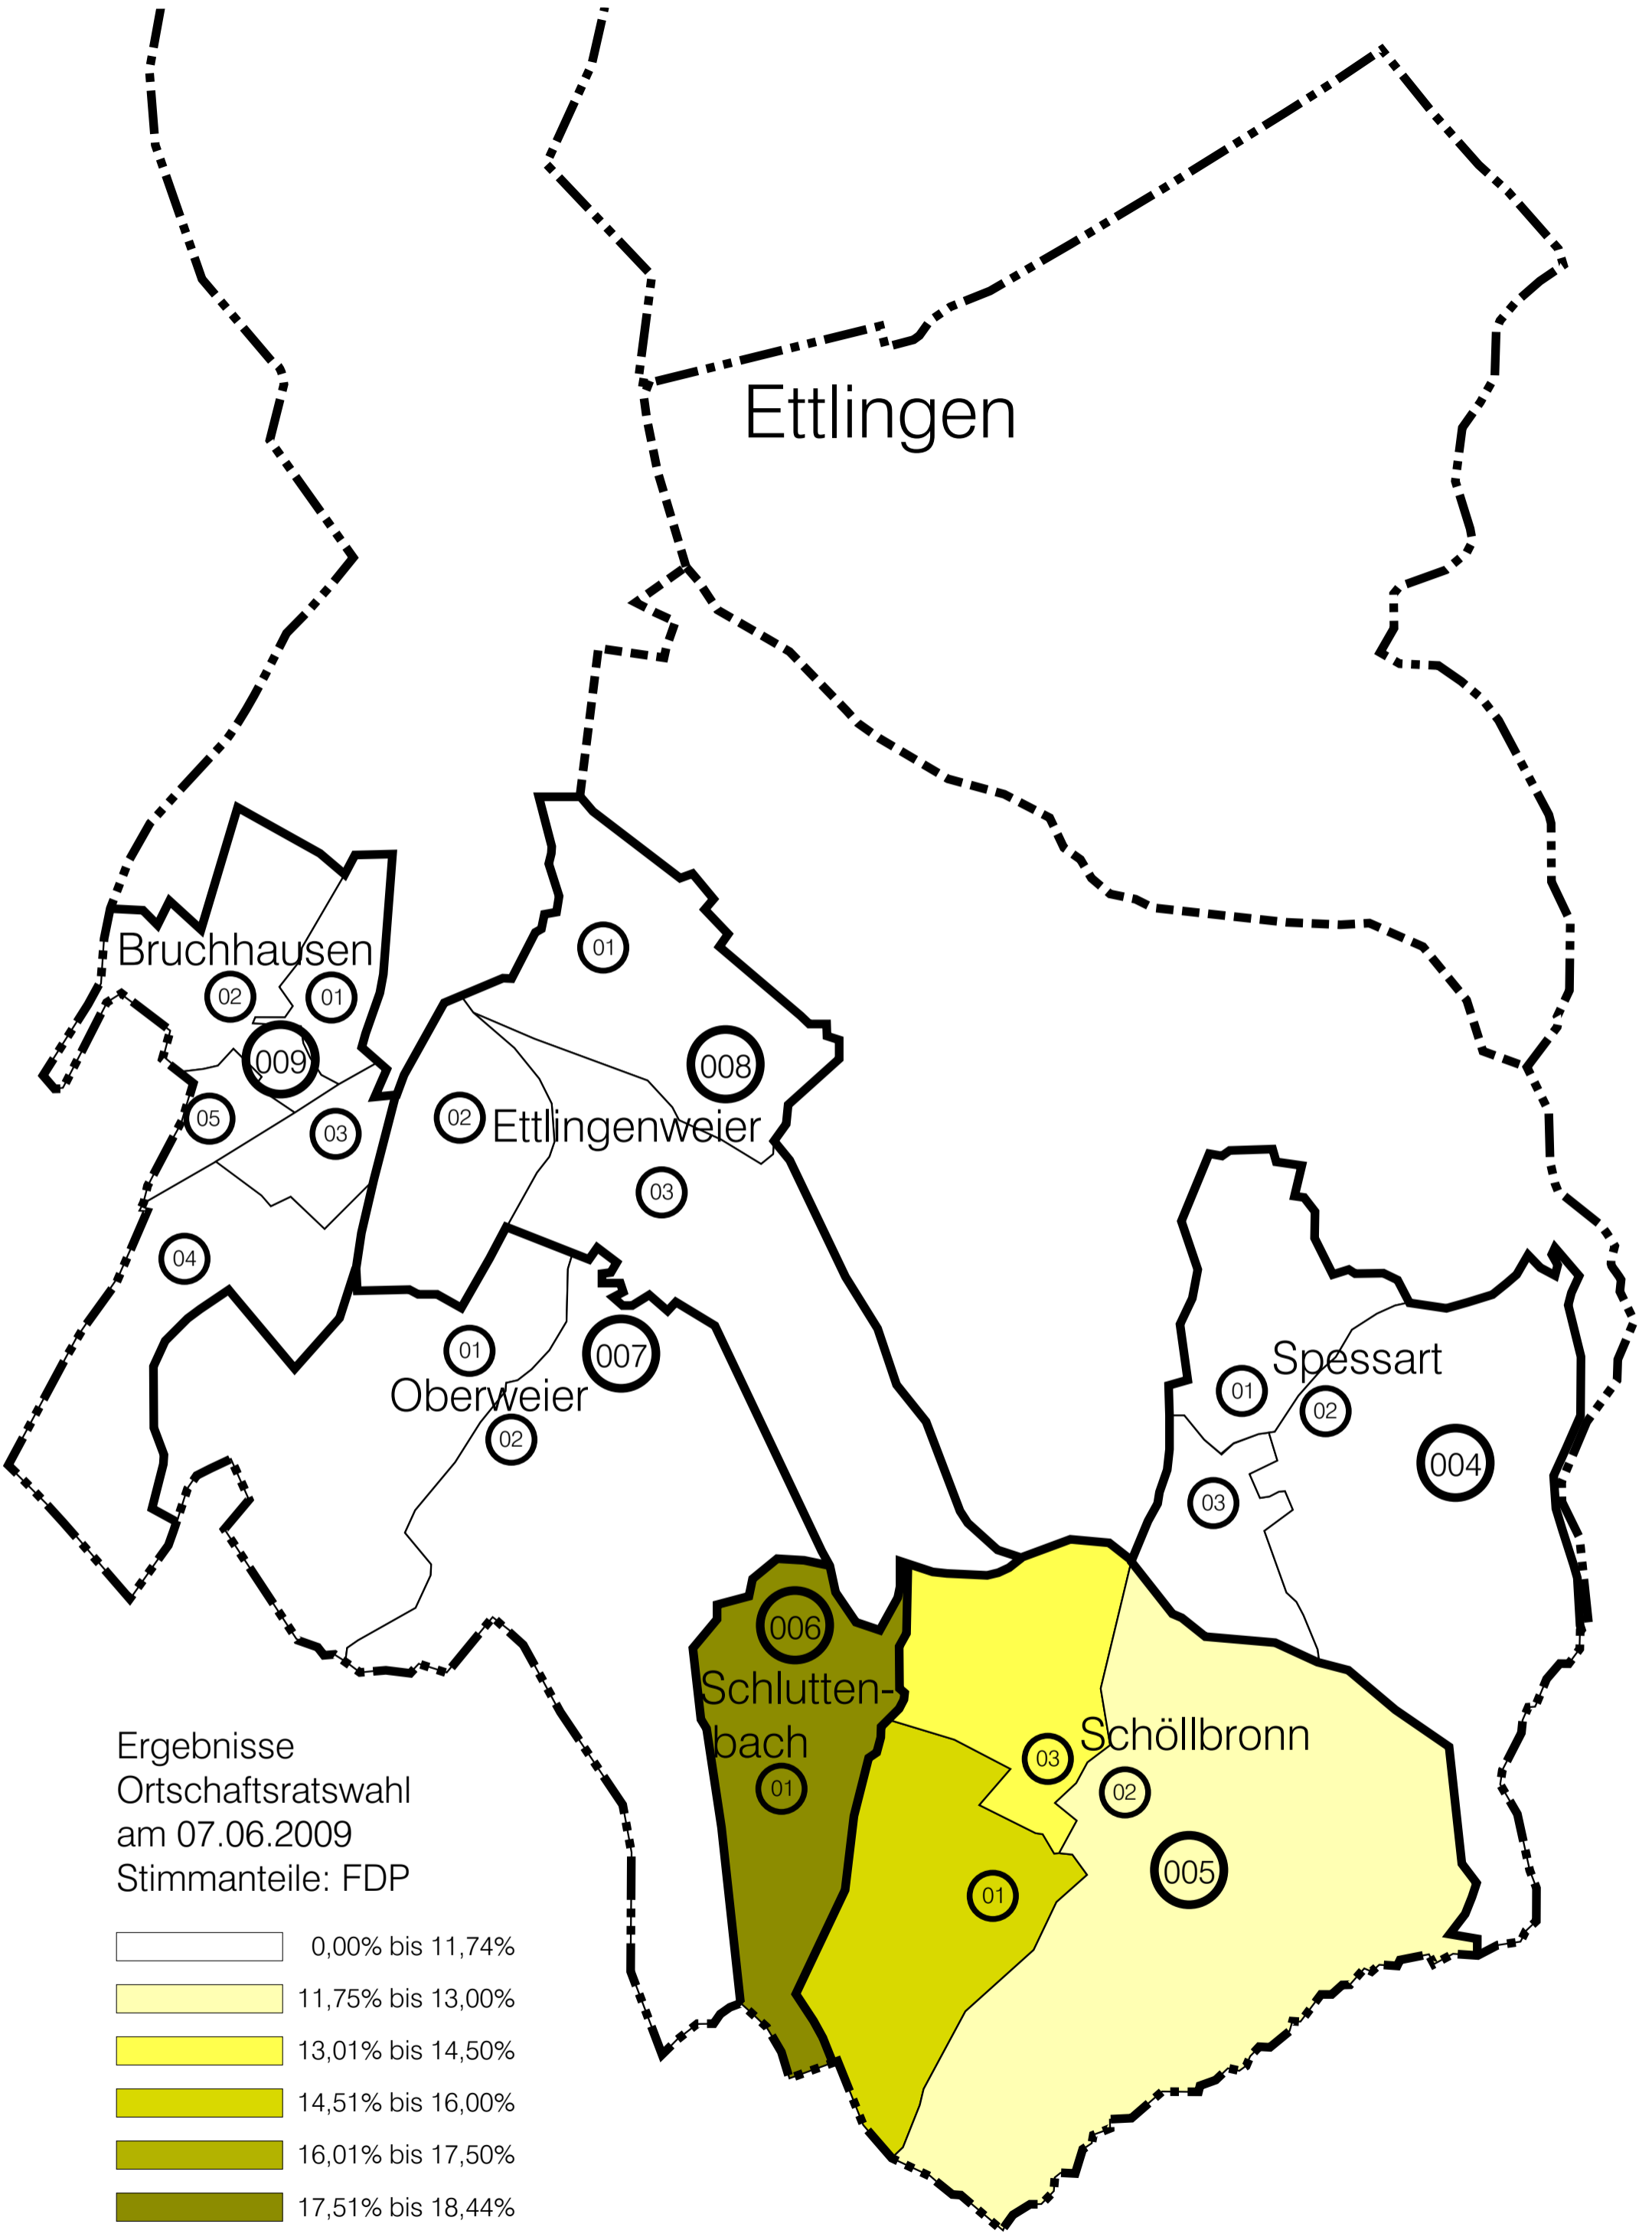 Ettlingen
01
Bruchhausen
02
01
009
008
05
03
02
Ettlingenweier
03
04
01
007
Oberweier
02
Spessart
01
02
004
03
006
Schlutten-
bach
01
03
Schöllbronn
02
005
01
Ergebnisse
Ortschaftsratswahl
am 07.06.2009
Stimmanteile: FDP
0,00% bis 11,74%
11,75% bis 13,00%
13,01% bis 14,50%
14,51% bis 16,00%
16,01% bis 17,50%
17,51% bis 18,44%